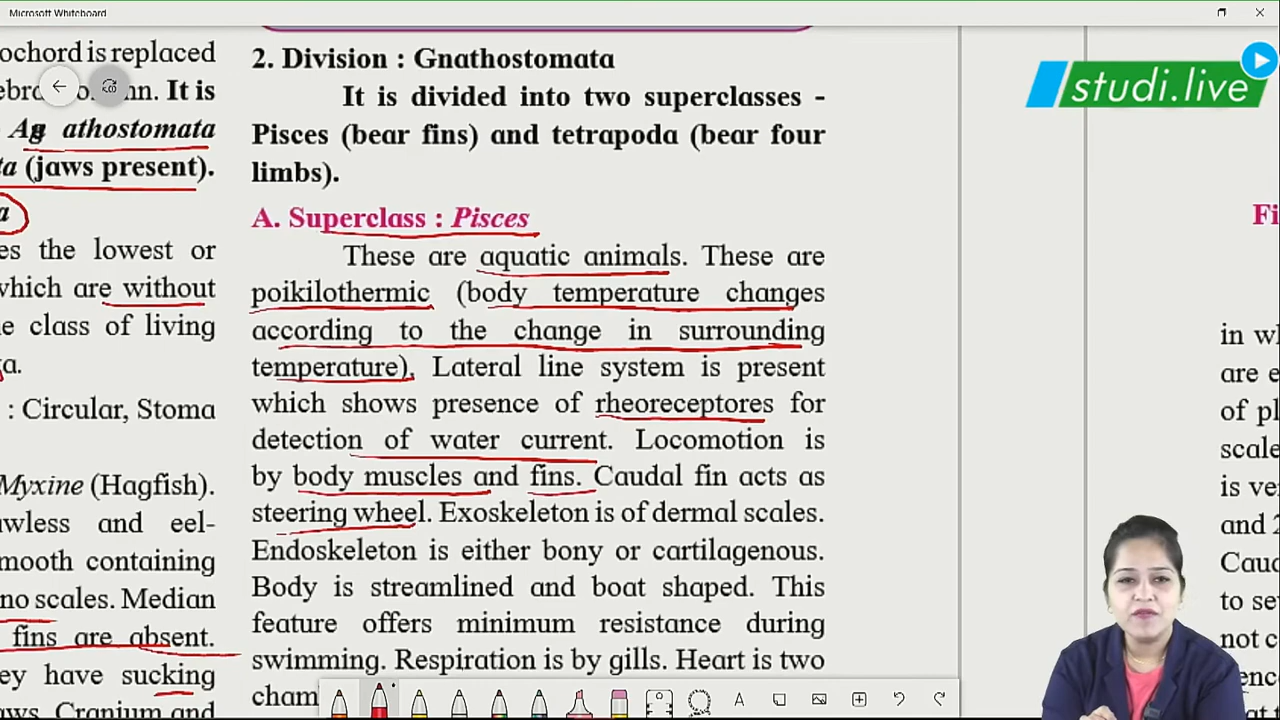 Microsoft Whiteboard
ochord is replaced
It is
athostomata
(jaws present).
a
es the lowest or
which are without
e class of living
ga.
: Circular, Stoma
Myxine (Hagfish).
awless and eel-
mooth containing
no scales. Median
fins are absent.
ey have sucking
aws. Cranium and
2. Division : Gnathostomata
It is divided into two superclasses -
Pisces (bear fins) and tetrapoda (bear four
limbs).
A. Superclass : Pisces
These are aquatic animals. These are
poikilothermic (body temperature changes
according to the change in surrounding
temperature), Lateral line system is present
which shows presence of rheoreceptores for
detection of water current. Locomotion is
by body muscles and fins. Caudal fin acts as
steering wheel. Exoskeleton is of dermal scales.
Endoskeleton is either bony or cartilagenous.
Body is streamlined and boat shaped. This
feature offers minimum resistance during
swimming. Respiration is by gills. Heart is two
cham
studi.live
Fi
in wh
are e
of pl
scale
is ve
and 2
Cauc
to se
not c
A